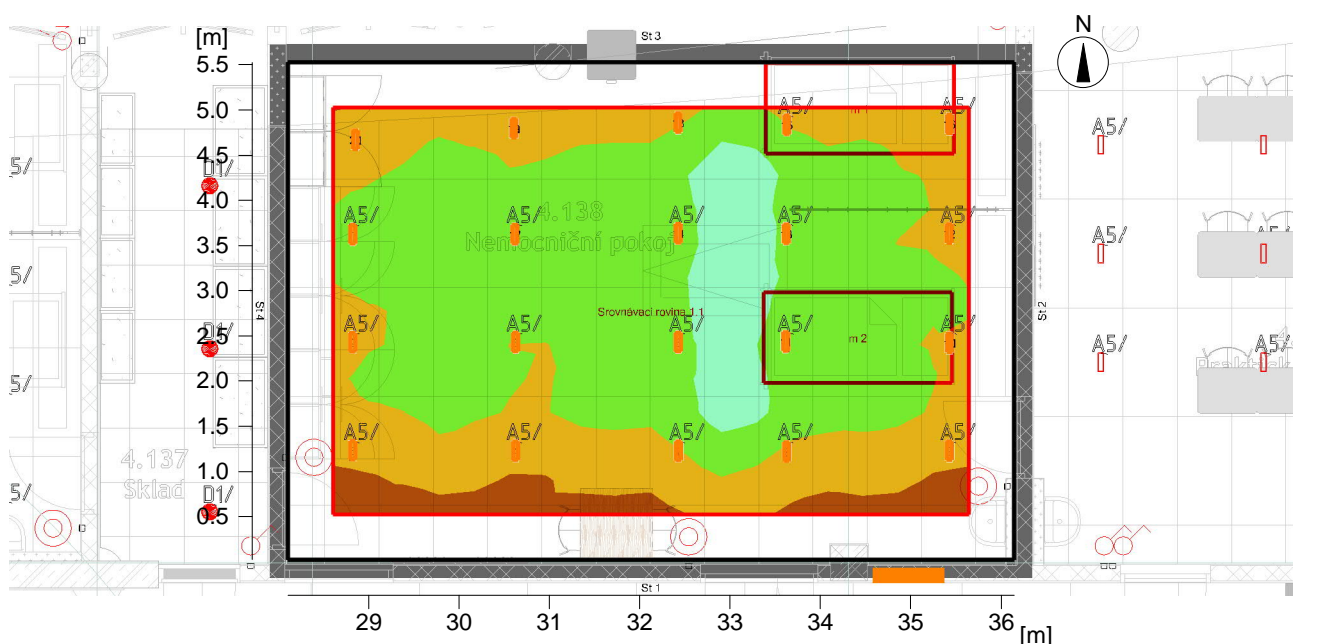 [m]
St 3
N
5.5
5.0
4.5
4.0
3.5
3.0
2.5
2.0
1.5
1.0
0.5
A5/ A5/
A5/
5/
D1/
A5/ A5/ A5/ A5/ A5/
4.138
Nemocniční pokoj
A5/
5/
St 4
Srovnávací rovina 1.1
St 2
D1/
A5/ A5/ A5/ A5/ A5/
m 2
A5/ A5/
5/
A5/ A5/ A5/ A5/ A5/
4.137
Sklad
D1/
5/
St 1
29 30 31 32 33 34 35 36 [m]